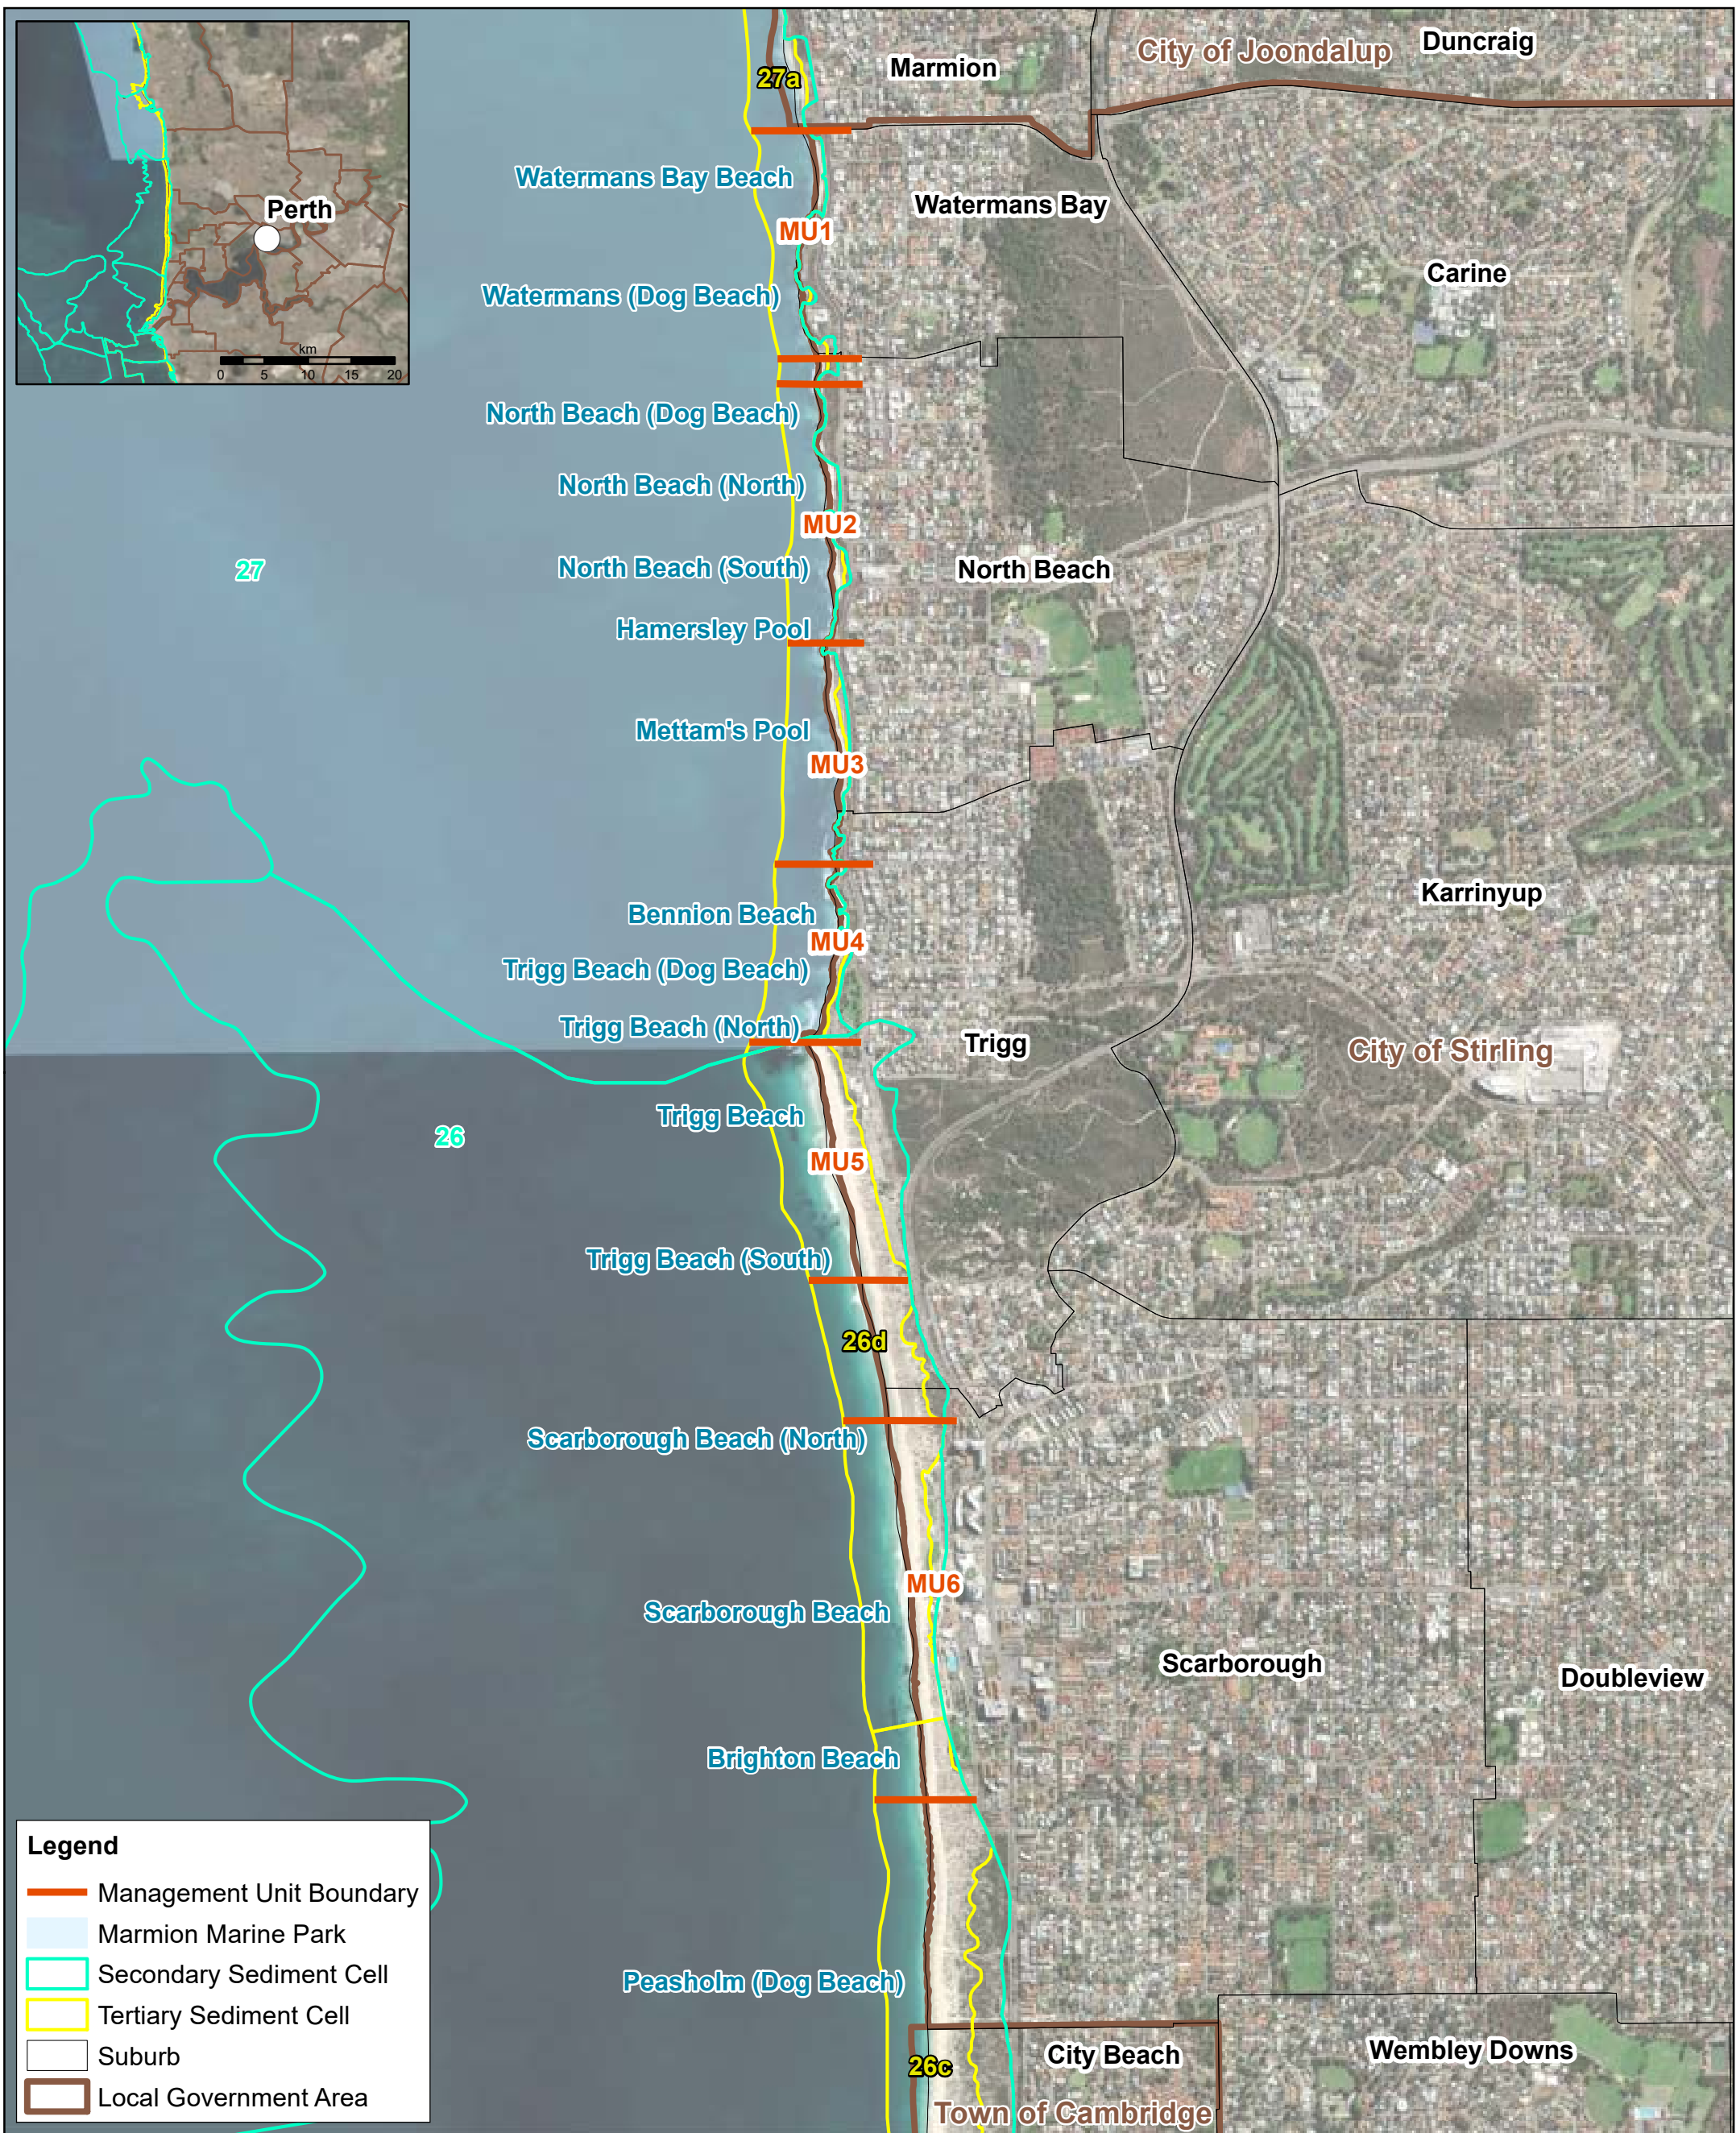 Perth
km
0 5 10 15 20
Marmion
City of Joondalup
Duncraig
27a
Watermans Bay Beach
Watermans Bay
MU1
Carine
Watermans (Dog Beach)
North Beach (Dog Beach)
North Beach (North)
MU2
27
North Beach (South)
North Beach
Hamersley Pool
Mettam's Pool
MU3
Karrinyup
Bennion Beach
MU4
Trigg Beach (Dog Beach)
Trigg Beach (North)
Trigg
City of Stirling
Trigg Beach
26
MU5
Trigg Beach (South)
26d
Scarborough Beach (North)
MU6
Scarborough Beach
Scarborough
Doubleview
Brighton Beach
Peasholm (Dog Beach)
City Beach
Wembley Downs
26c
Town of Cambridge
Legend
Management Unit Boundary
Marmion Marine Park
Secondary Sediment Cell
Tertiary Sediment Cell
Suburb
Local Government Area